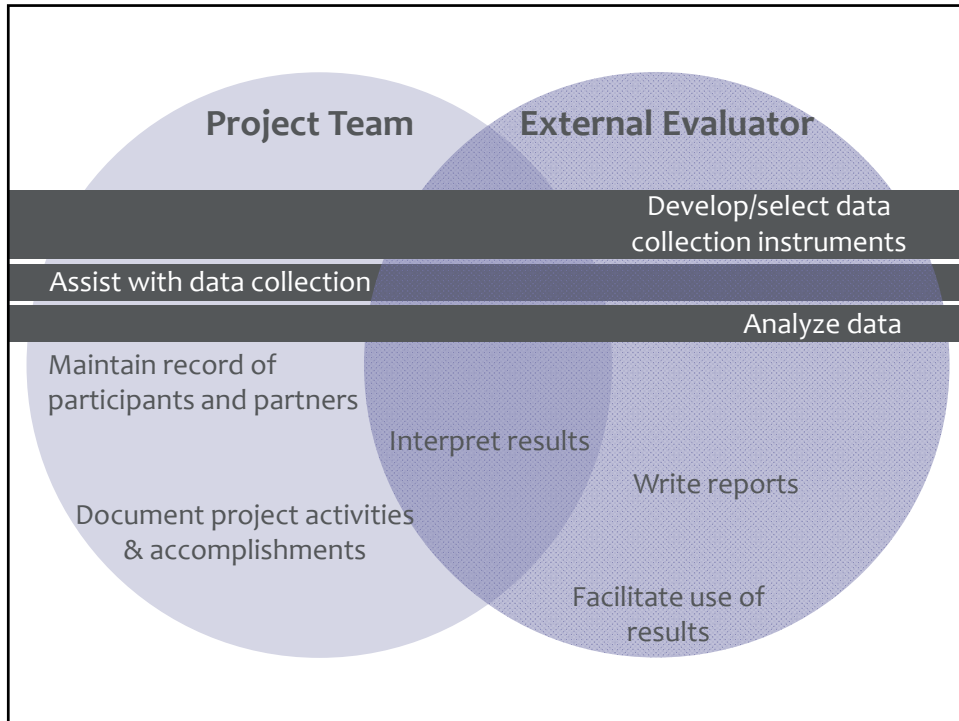 Project Team
External Evaluator
Develop/select data
collection instruments
Assist with data collection
Analyze data
Maintain record of
participants and partners
Interpret results
Write reports
Document project activities
& accomplishments
Facilitate use of
results